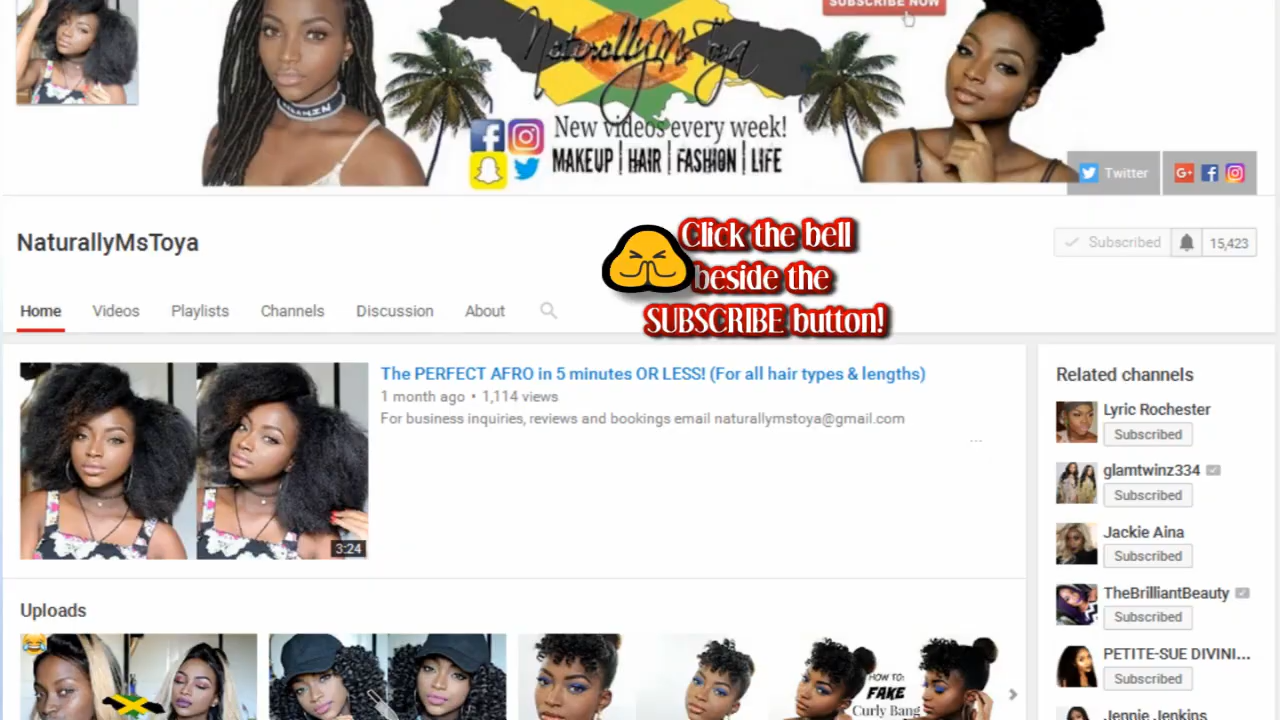 SUBSCRIBE NOW
NaturallyMsToya
New videos every week!
MAKEUP | HAIR | FASHION | LIFE
Twitter
G+
NaturallyMsToya
Click the bell
beside the
SUBSCRIBE button!
Subscribed
15,423
Home
Videos
Playlists
Channels
Discussion
About
The PERFECT AFRO in 5 minutes OR LESS! (For all hair types & lengths)
1 month ago • 1,114 views
For business inquiries, reviews and bookings email naturallymstoya@gmail.com
...
3:24
Uploads
HOW TO:
FAKE
Curly Bang
Related channels
Lyric Rochester
Subscribed
glamtwinz334
Subscribed
Jackie Aina
Subscribed
TheBrilliantBeauty
Subscribed
PETITE-SUE DIVINI...
Subscribed
Jennie Jenkins